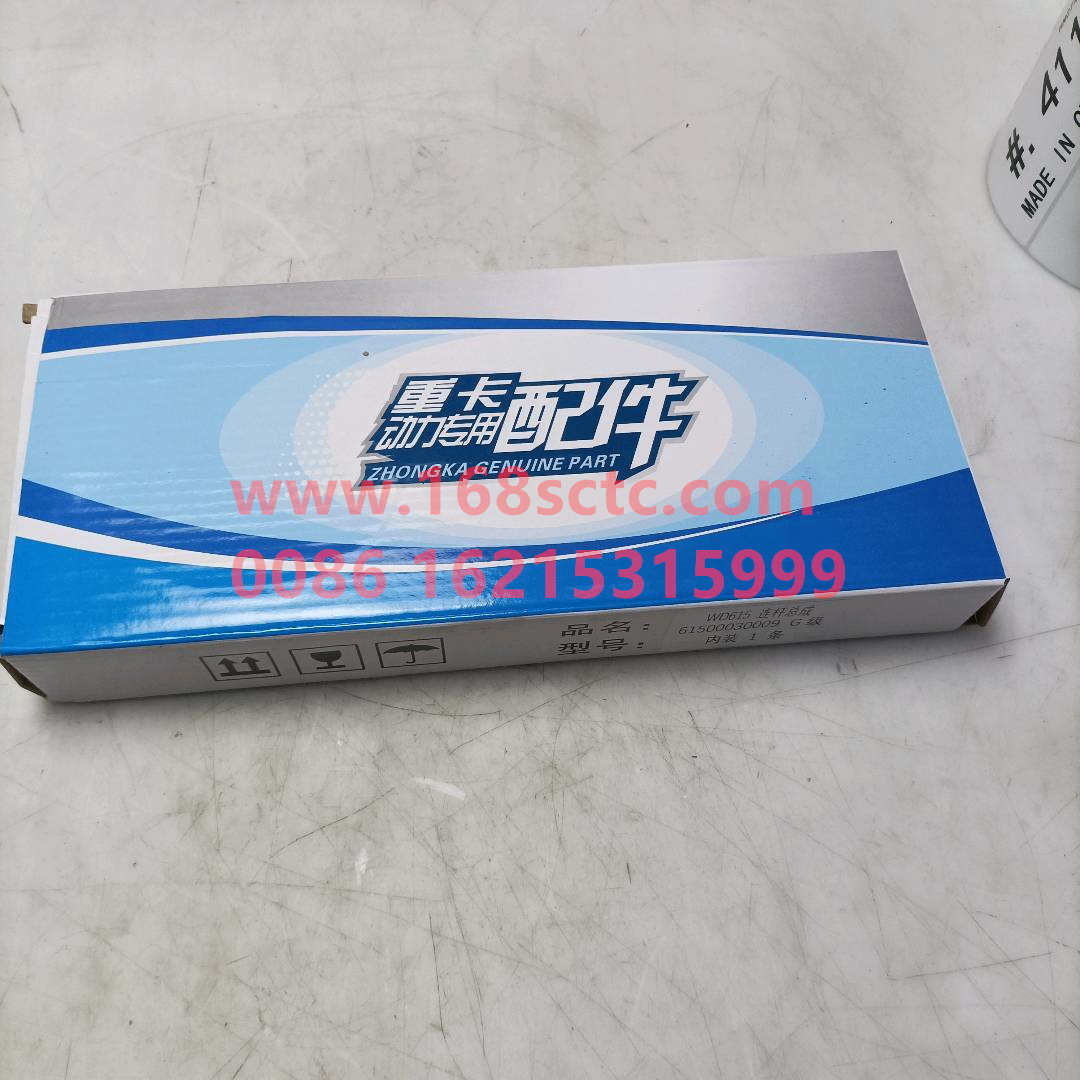 #. 411
MADE IN
重卡
动力专用
配件
ZHONGKA GENUINE PART
www.168sctc.com
0086 16215315999
品名: WD615 连杆总成
型号: 61500030009 G 级
内装 1 条